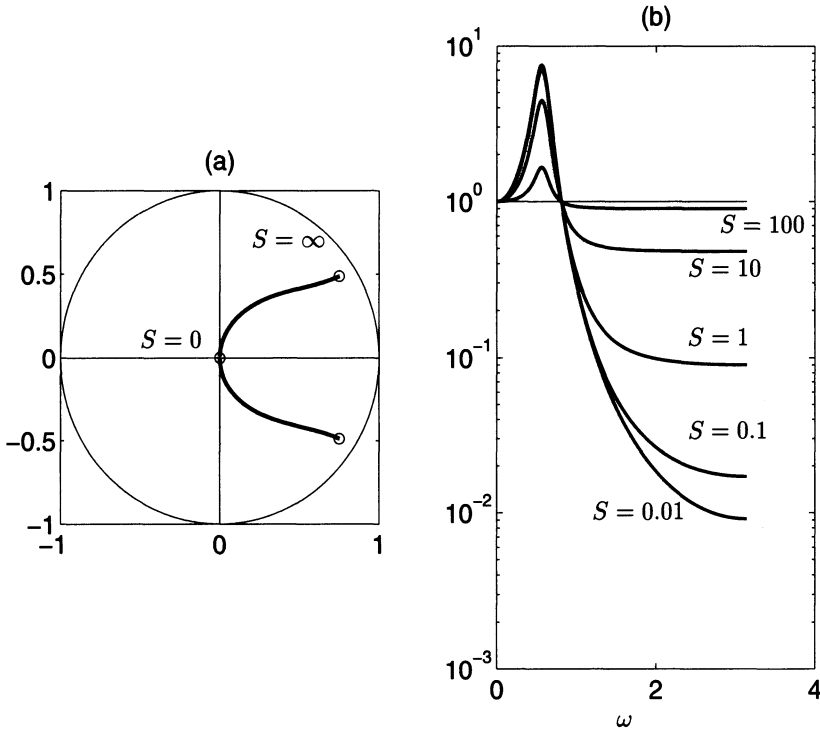 (a)
1
0.5
0
−0.5
−1
−1
0
1
S = ∞
S = 0
(b)
10^1
10^0
10^-1
10^-2
10^-3
0
2
4
ω
S = 100
S = 10
S = 1
S = 0.1
S = 0.01